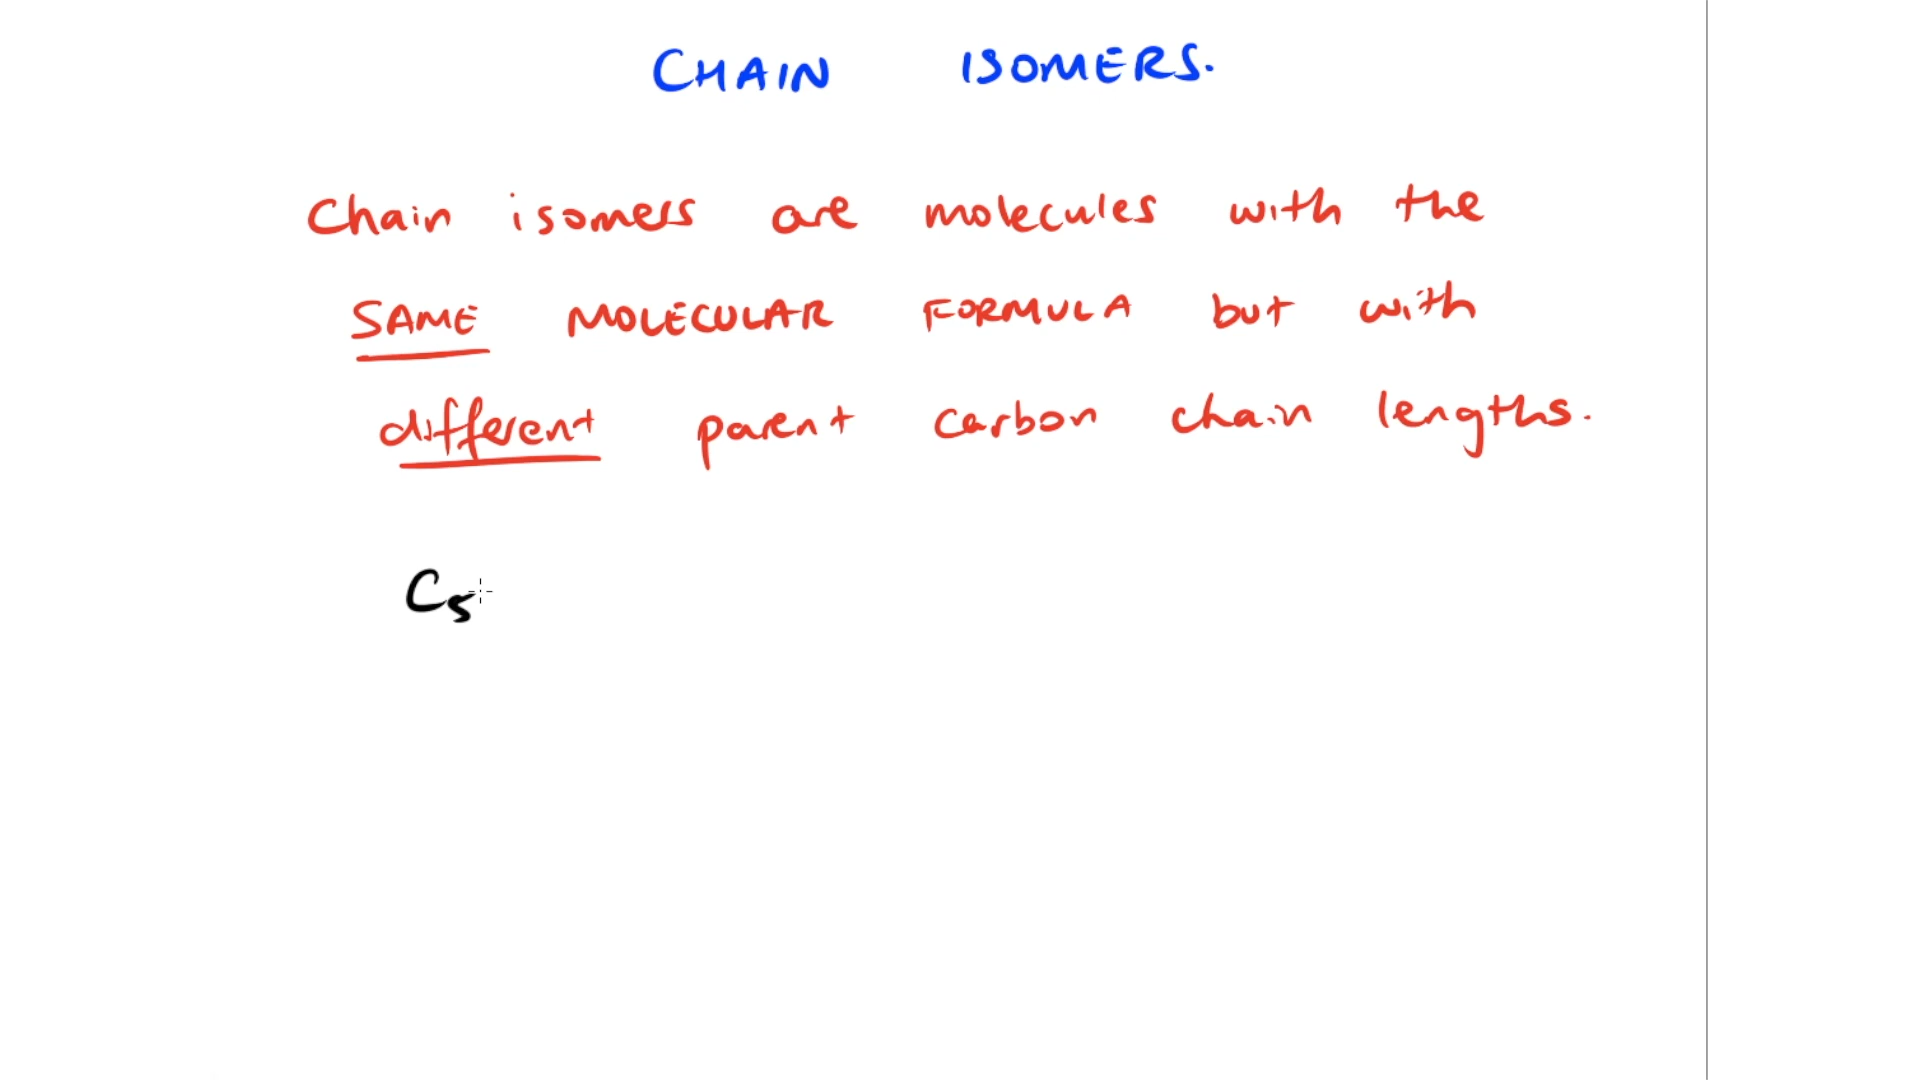 CHAIN ISOMERS.
Chain isomers are molecules with the
SAME MOLECULAR FORMULA but with
different parent carbon chain lengths.
C5